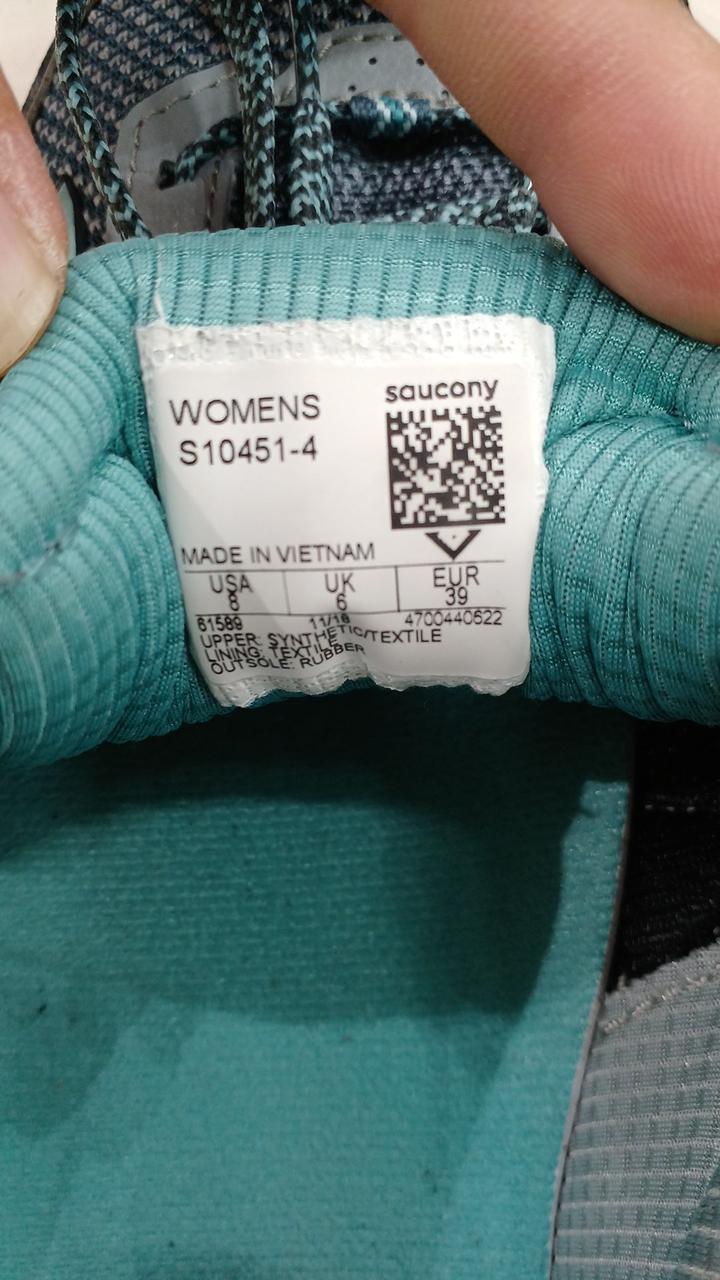 saucony
WOMENS
S10451-4
MADE IN VIETNAM
USA UK EUR
8 6 39
61589 11/18 4700440522
UPPER: SYNTHETIC/TEXTILE
LINING: TEXTILE
OUTSOLE: RUBBER